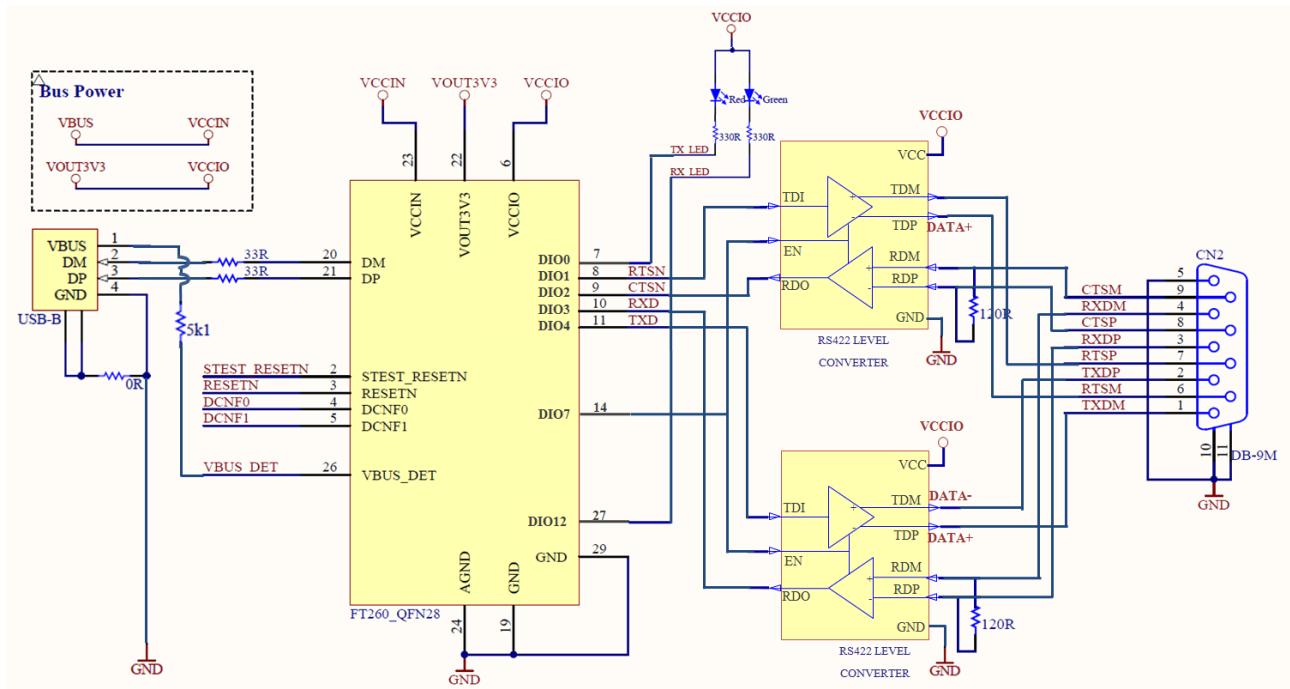 VCCIO
Bus Power
VBUS VCCIN
VOUT3V3 VCCIO
VCCIN VOUT3V3 VCCIO
23 22 6
VCCIN VOUT3V3 VCCIO
Red Green
330R 330R
TX_LED
RX_LED
VCCIO
VCC
TDI TDM
TDP DATA+
EN
RDM
RDO RDP
GND
120R
RS422 LEVEL
CONVERTER
GND
VBUS 1
DM 2
DP 3
GND 4
USB-B
33R
33R
5k1
0R
GND
20 DM
21 DP
STEST_RESETN 2 STEST_RESETN
RESETN 3 RESETN
DCNF0 4 DCNF0
DCNF1 5 DCNF1
VBUS_DET 26 VBUS_DET
DIO0 7
DIO1 8 RTSN
DIO2 9 CTSN
DIO3 10 RXD
DIO4 11 TXD
DIO7 14
DIO12 27
GND 29
AGND GND
24 19
FT260_QFN28
GND
VCCIO
VCC
TDI TDM DATA-
TDP DATA+
EN
RDM
RDO RDP
GND
120R
RS422 LEVEL
CONVERTER
GND
CN2
5
CTSM 9
RXDM 4
CTSP 8
RXDP 3
RTSP 7
TXDP 2
RTSM 6
TXDM 1
10 11
DB-9M
GND